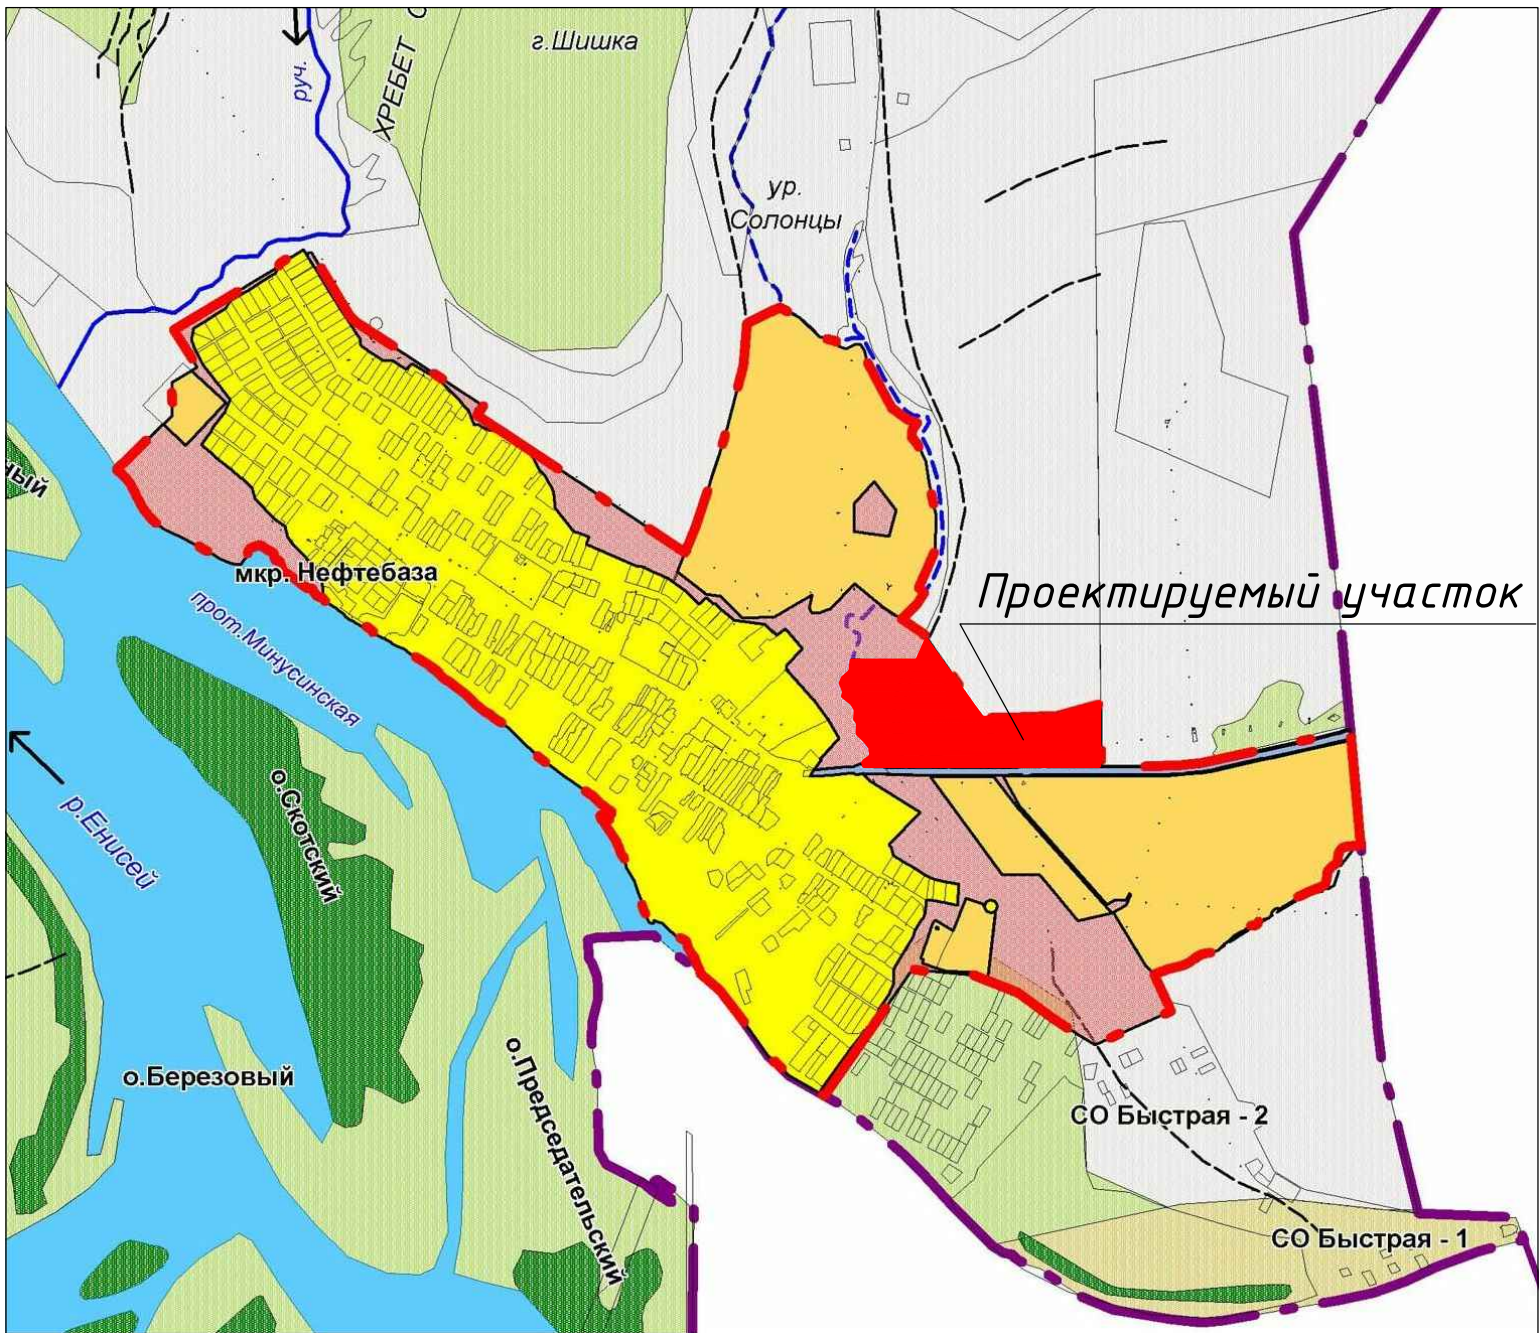 г.Шишка
руч.
ХРЕБЕТ
ур.
Солонцы
ный
мкр. Нефтебаза
Проектируемый участок
прот.Минусинская
р.Енисей
о.Скотский
о.Березовый
о.Председательский
СО Быстрая - 2
СО Быстрая - 1